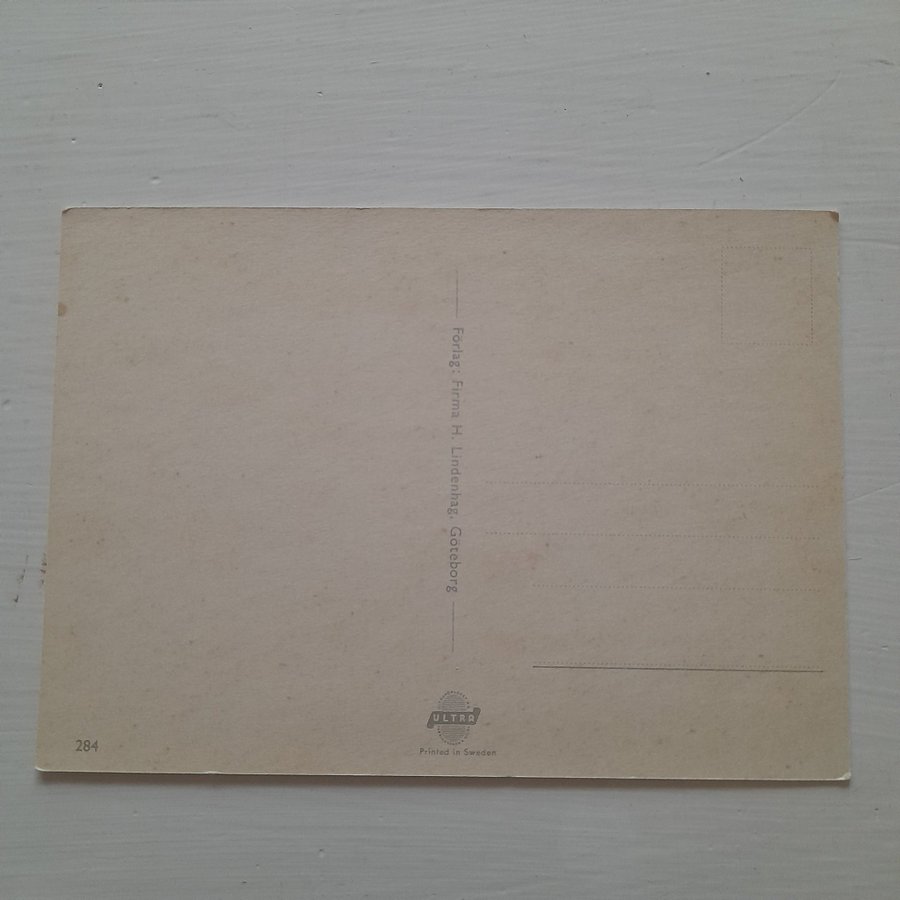 Förlag: Firma H. Lindenhag, Göteborg
ULTRA
Printed in Sweden
284